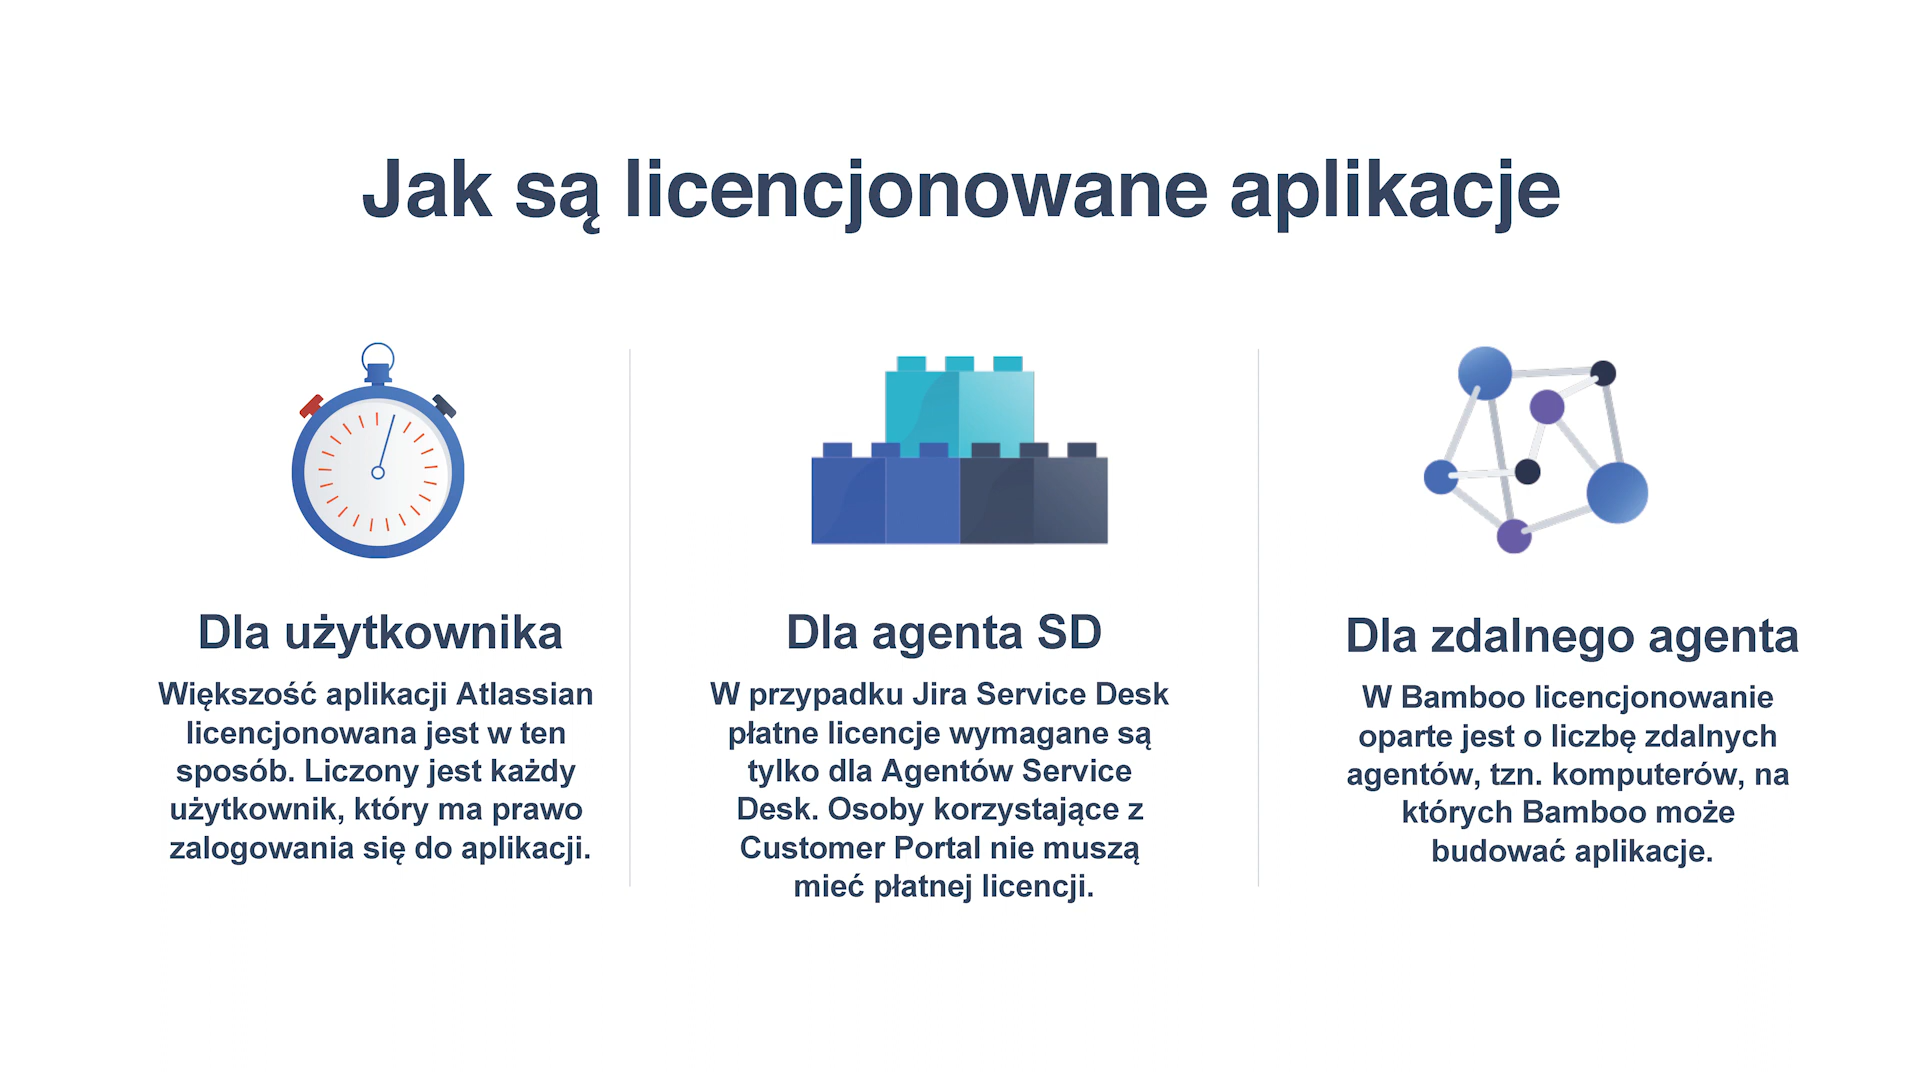 Jak są licencjonowane aplikacje
Dla użytkownika
Większość aplikacji Atlassian
licencjonowana jest w ten
sposób. Liczony jest każdy
użytkownik, który ma prawo
zalogowania się do aplikacji.
Dla agenta SD
W przypadku Jira Service Desk
płatne licencje wymagane są
tylko dla Agentów Service
Desk. Osoby korzystające z
Customer Portal nie muszą
mieć płatnej licencji.
Dla zdalnego agenta
W Bamboo licencjonowanie
oparte jest o liczbę zdalnych
agentów, tzn. komputerów, na
których Bamboo może
budować aplikacje.